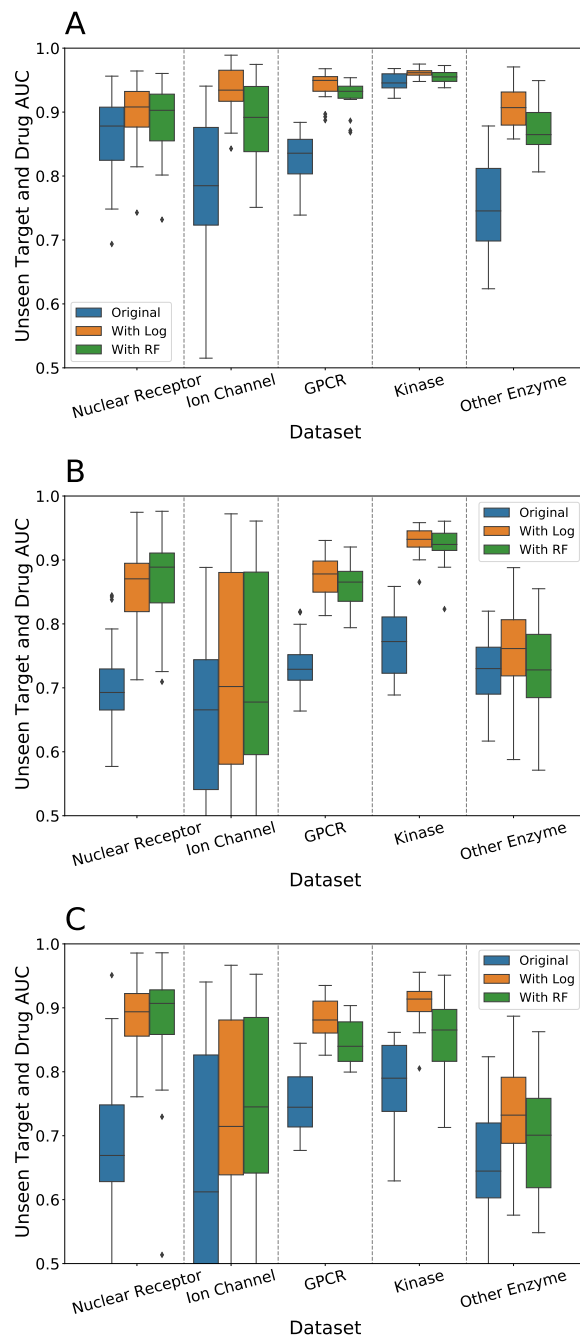 A
Unseen Target and Drug AUC
1.0
0.9
0.8
0.7
0.6
0.5
Original
With Log
With RF
Nuclear Receptor
Ion Channel
GPCR
Kinase
Other Enzyme
Dataset
B
Unseen Target and Drug AUC
1.0
0.9
0.8
0.7
0.6
0.5
Original
With Log
With RF
Nuclear Receptor
Ion Channel
GPCR
Kinase
Other Enzyme
Dataset
C
Unseen Target and Drug AUC
1.0
0.9
0.8
0.7
0.6
0.5
Original
With Log
With RF
Nuclear Receptor
Ion Channel
GPCR
Kinase
Other Enzyme
Dataset